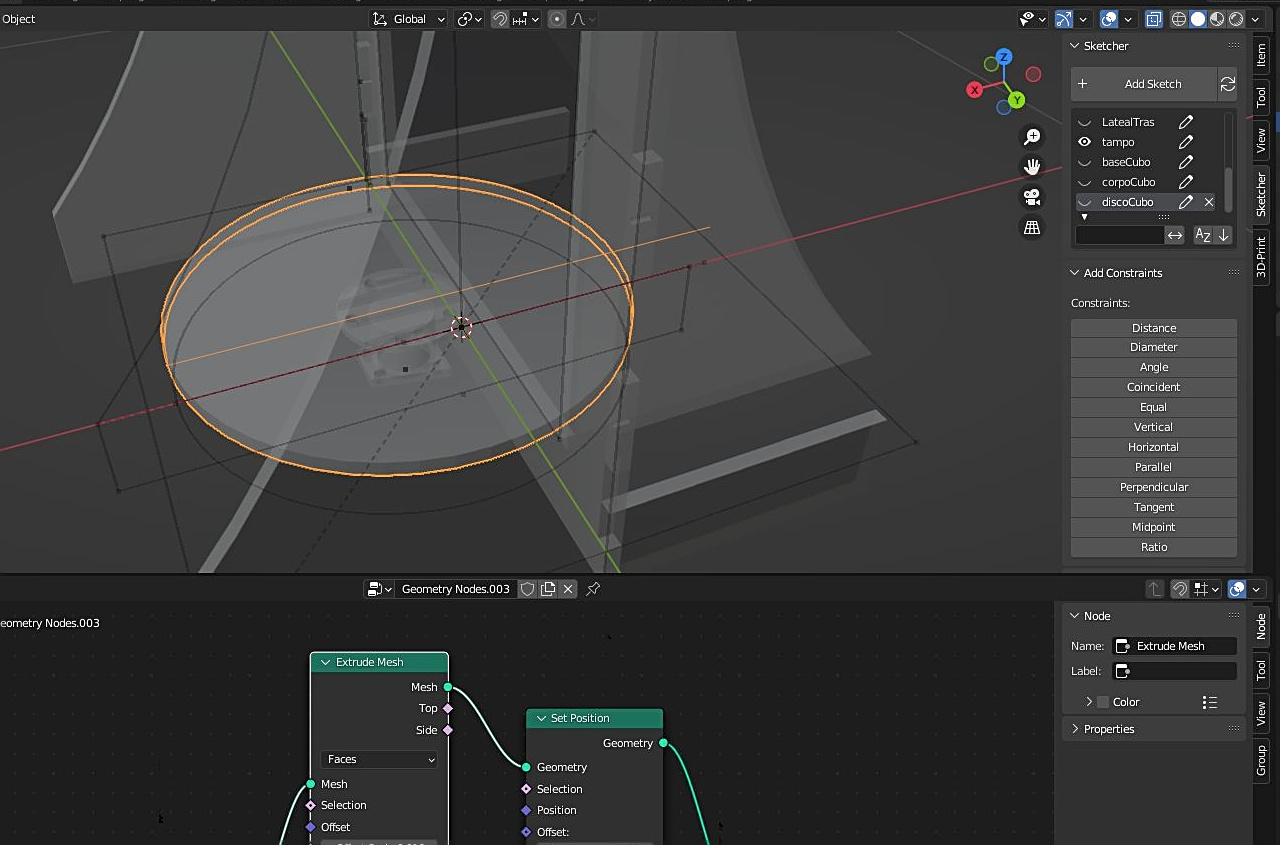 Object
Global
Z
X
Y
Sketcher
Add Sketch
LatealTras
tampo
baseCubo
corpoCubo
discoCubo
AZ
Add Constraints
Constraints:
Distance
Diameter
Angle
Coincident
Equal
Vertical
Horizontal
Parallel
Perpendicular
Tangent
Midpoint
Ratio
Item
Tool
View
Sketcher
3D-Print
Geometry Nodes.003
eometry Nodes.003
Extrude Mesh
Mesh
Top
Side
Faces
Mesh
Selection
Offset
Set Position
Geometry
Geometry
Selection
Position
Offset:
Node
Name:
Extrude Mesh
Label:
Color
Properties
Node
Tool
View
Group